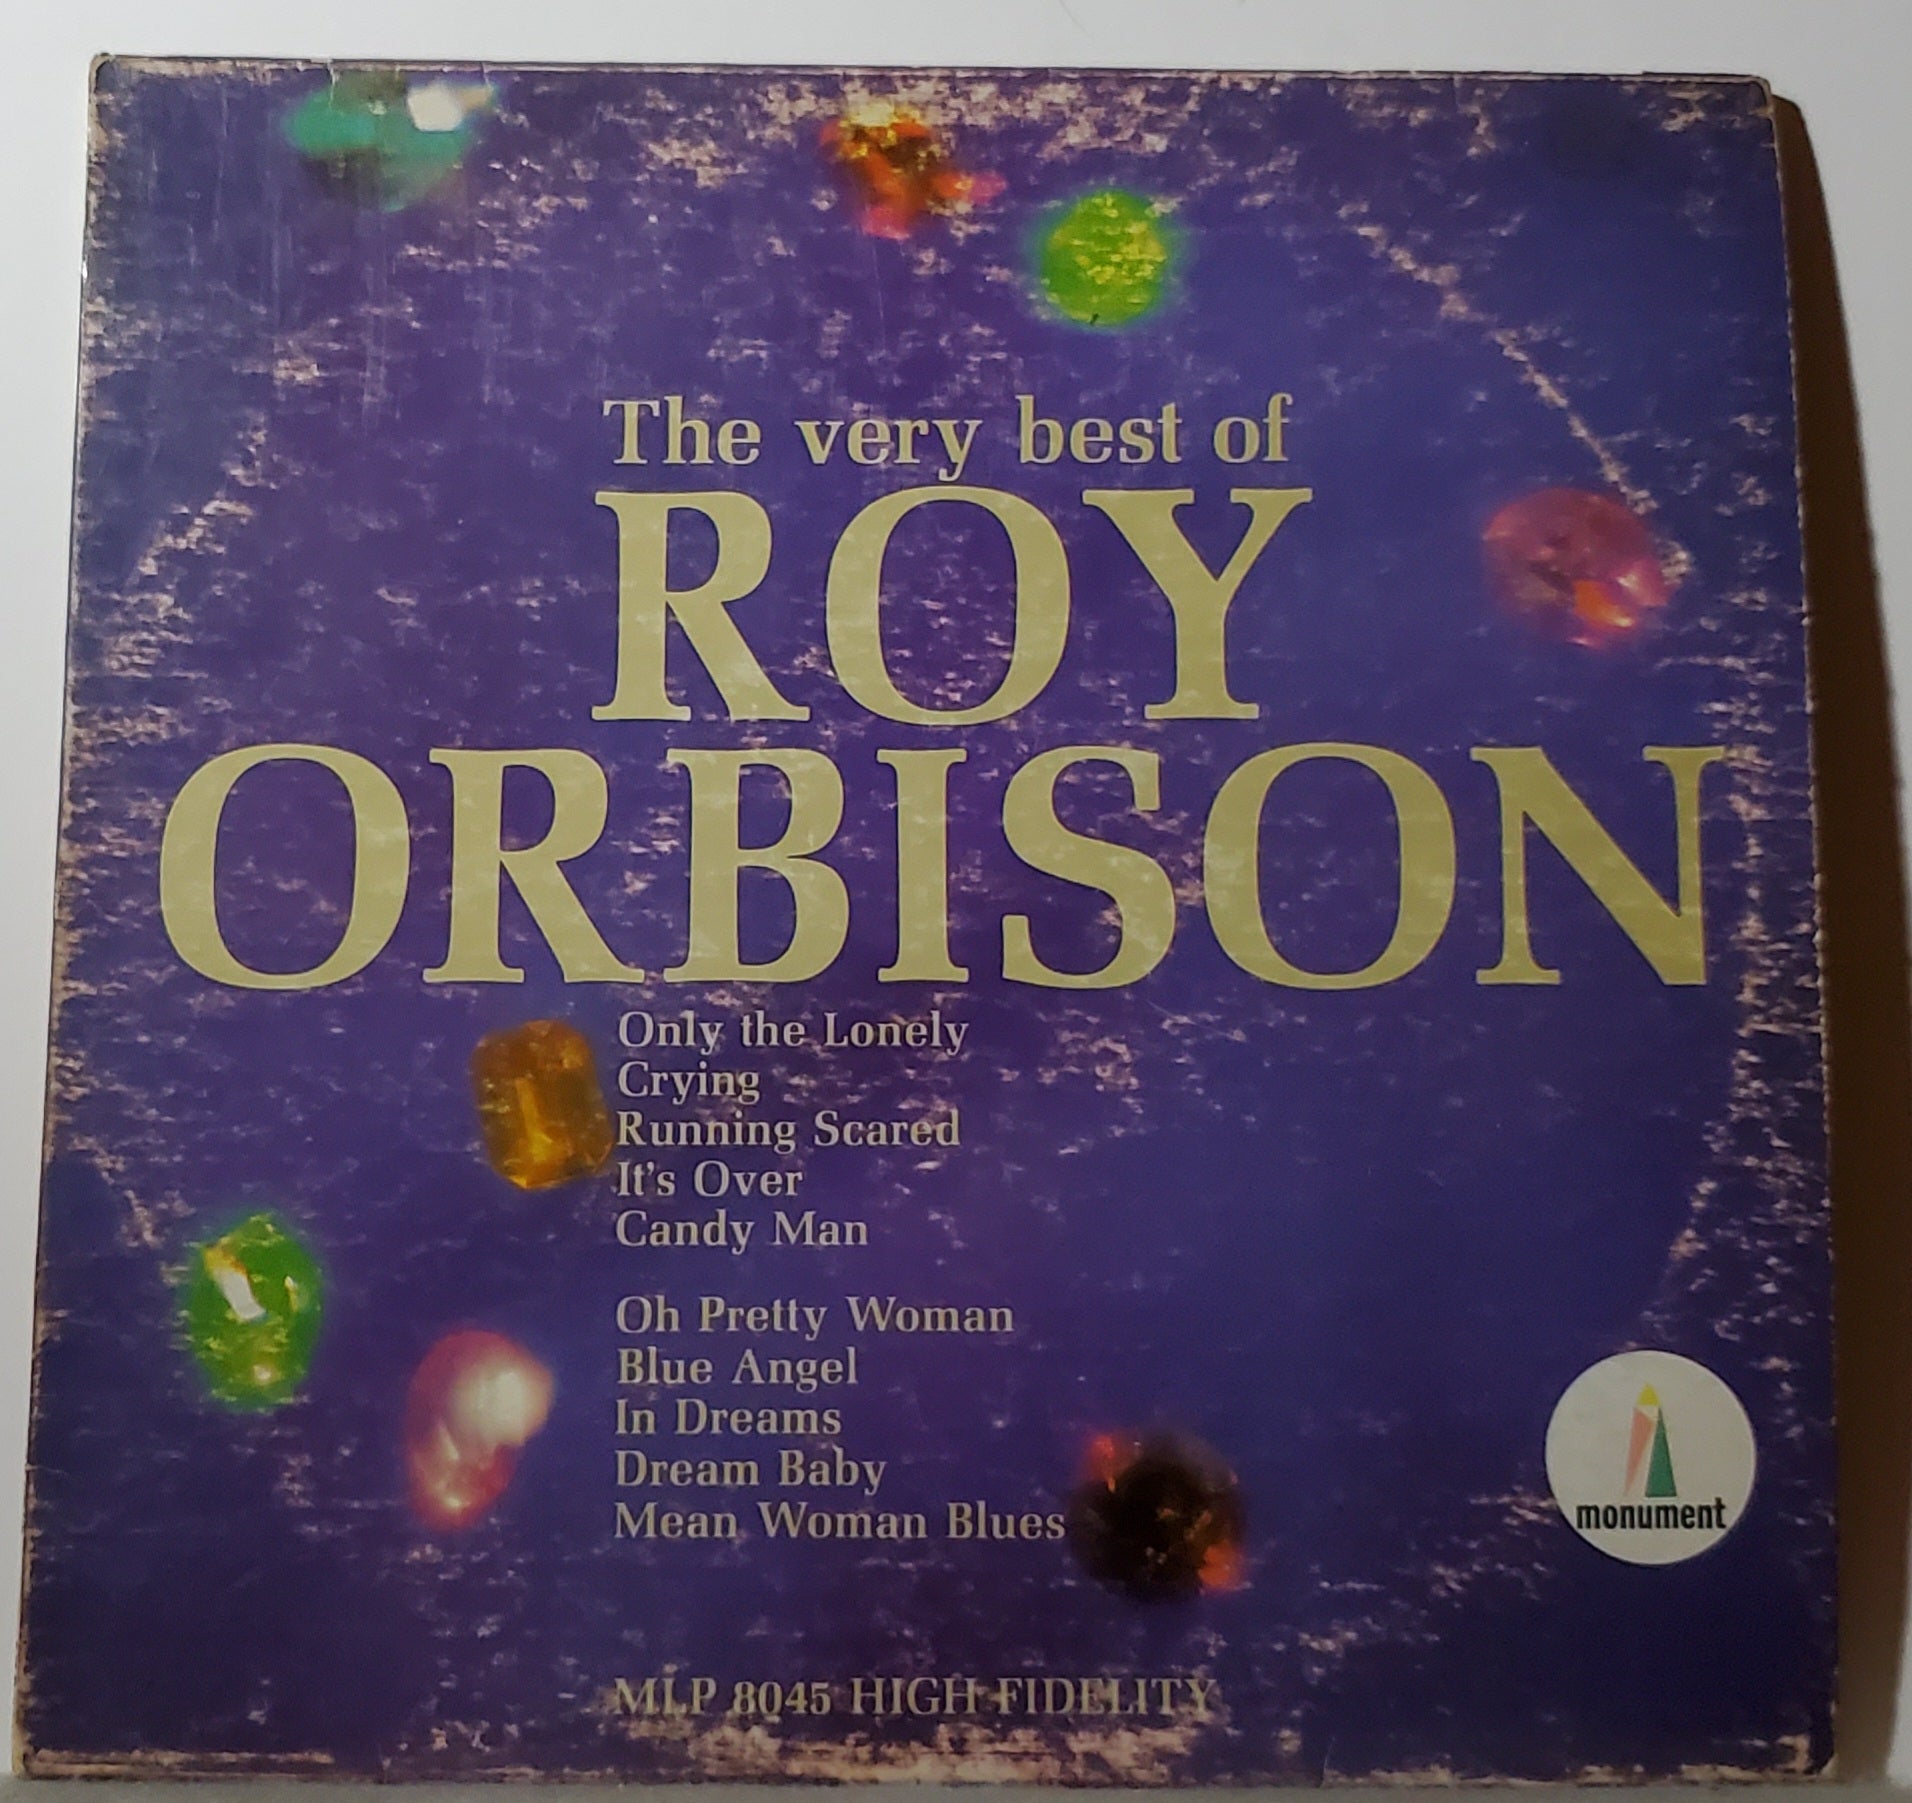 The very best of
ROY
ORBISON
Only the Lonely
Crying
Running Scared
It's Over
Candy Man
Oh Pretty Woman
Blue Angel
In Dreams
Dream Baby
Mean Woman Blues
monument
MLP 8045 HIGH FIDELITY